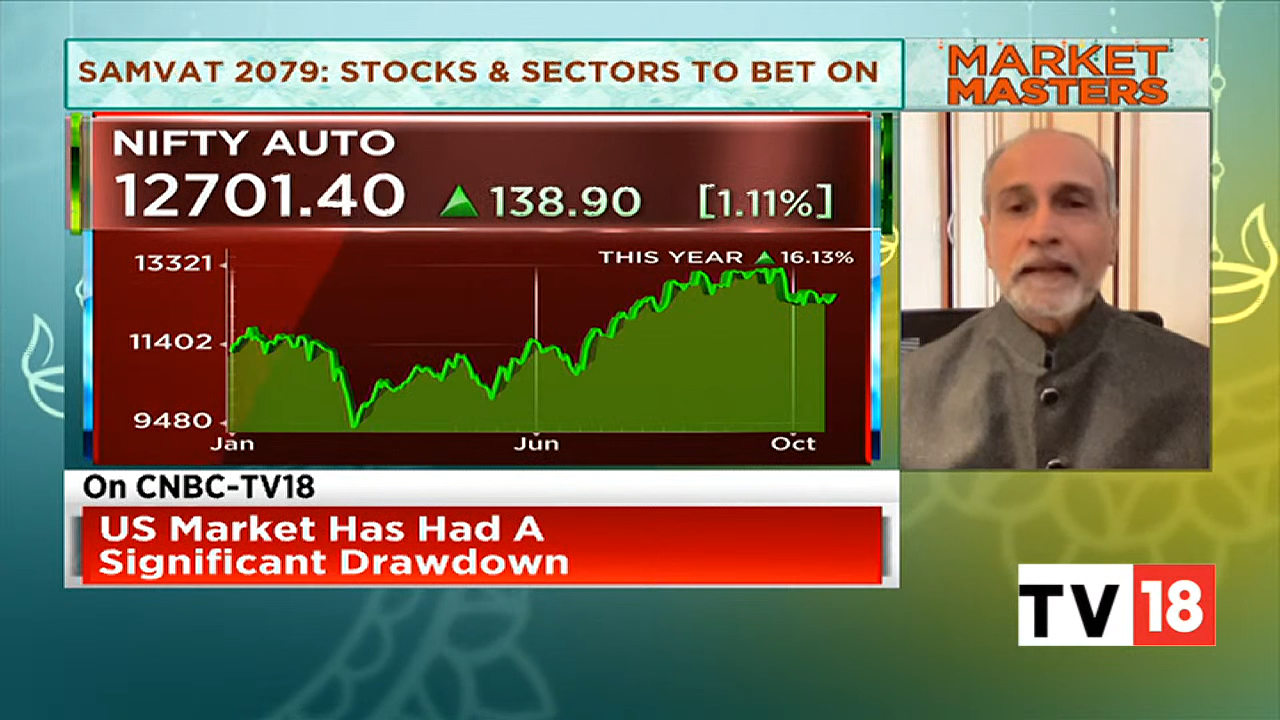 SAMVAT 2079: STOCKS & SECTORS TO BET ON
MARKET
MASTERS
NIFTY AUTO
12701.40 ▲ 138.90 [1.11%]
THIS YEAR ▲ 16.13%
13321
11402
9480
Jan Jun Oct
On CNBC-TV18
US Market Has Had A
Significant Drawdown
TV18